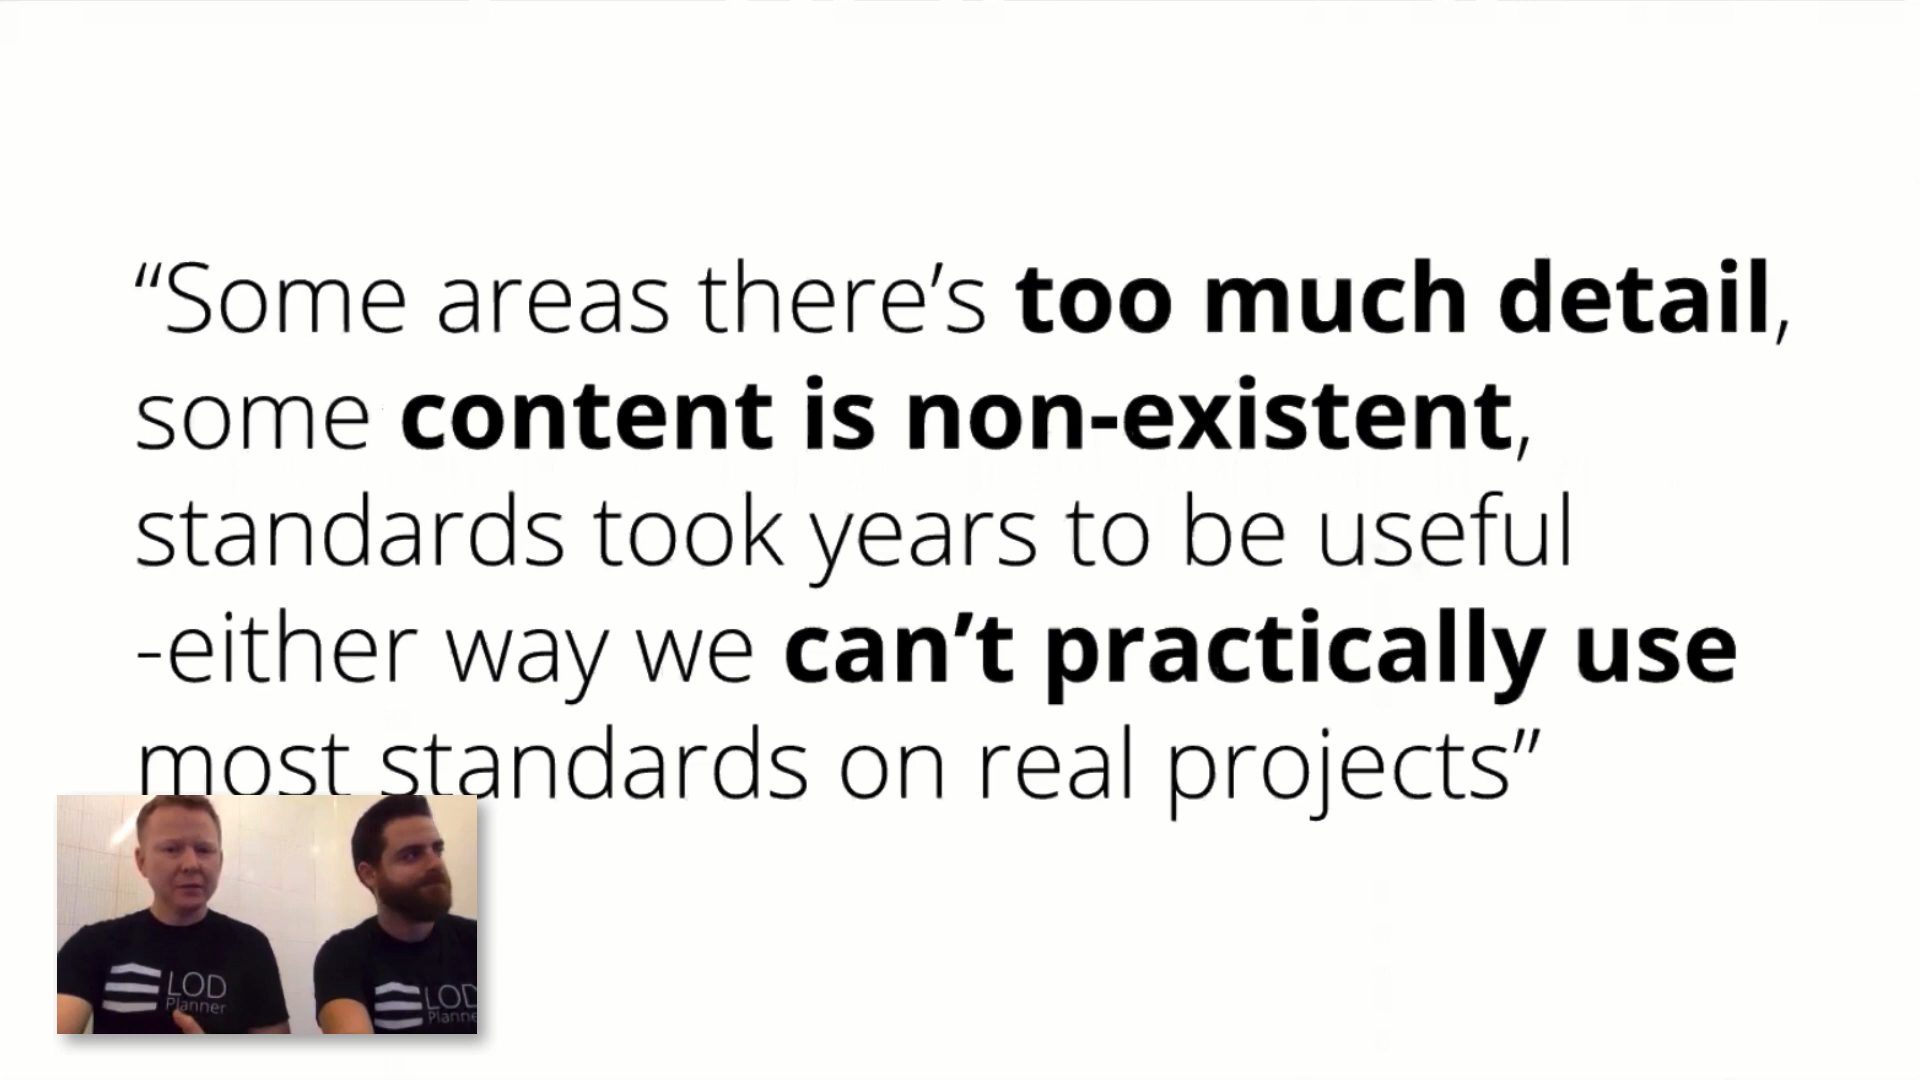 “Some areas there’s too much detail,
some content is non-existent,
standards took years to be useful
-either way we can’t practically use
most standards on real projects”
LOD
Planner
LOD
Planne